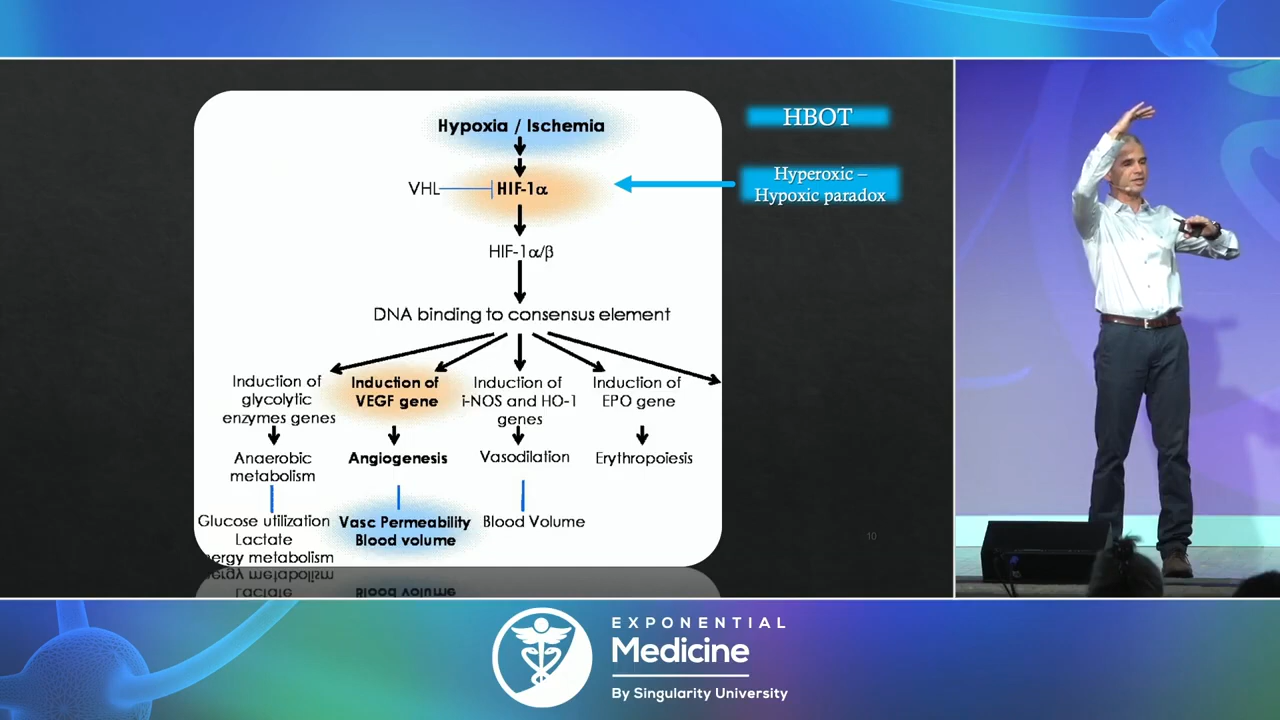 Hypoxia / Ischemia
HBOT
VHL
HIF-1α
Hyperoxic –
Hypoxic paradox
HIF-1α/β
DNA binding to consensus element
Induction of
glycolytic
enzymes genes
Induction of
VEGF gene
Induction of
i-NOS and HO-1
genes
Induction of
EPO gene
Anaerobic
metabolism
Angiogenesis
Vasodilation
Erythropoiesis
Glucose utilization
Lactate
ergy metabolism
Vasc Permeability
Blood volume
Blood Volume
10
EXPONENTIAL
Medicine
By Singularity University